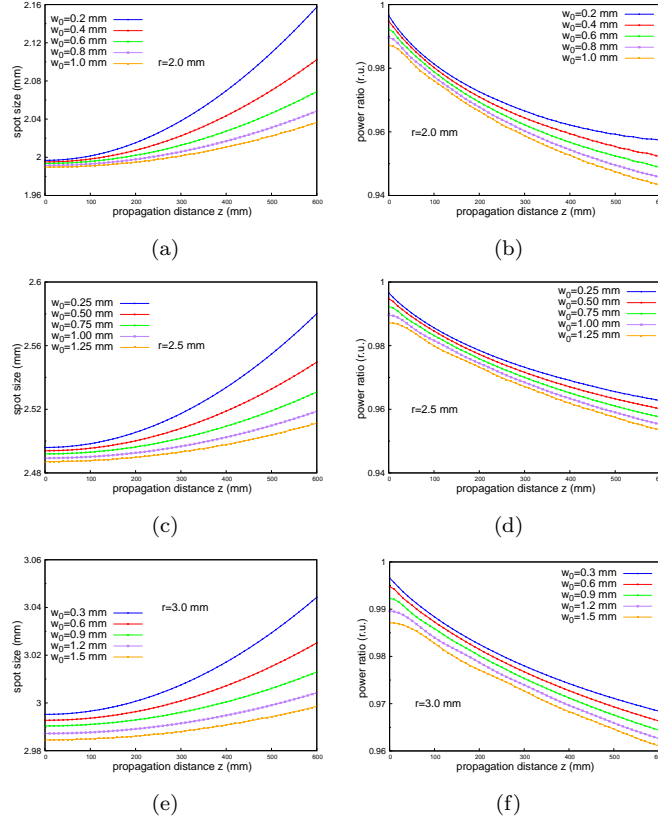 2.16
2.12
2.08
2.04
2
1.96
spot size (mm)
w0=0.2 mm
w0=0.4 mm
w0=0.6 mm
w0=0.8 mm
w0=1.0 mm
r=2.0 mm
0 100 200 300 400 500 600
propagation distance z (mm)
(a)
1
0.98
0.96
0.94
power ratio (r.u.)
w0=0.2 mm
w0=0.4 mm
w0=0.6 mm
w0=0.8 mm
w0=1.0 mm
r=2.0 mm
0 100 200 300 400 500 600
propagation distance z (mm)
(b)
2.6
2.56
2.52
2.48
spot size (mm)
w0=0.25 mm
w0=0.50 mm
w0=0.75 mm
w0=1.00 mm
w0=1.25 mm
r=2.5 mm
0 100 200 300 400 500 600
propagation distance z (mm)
(c)
1
0.98
0.96
0.94
power ratio (r.u.)
w0=0.25 mm
w0=0.50 mm
w0=0.75 mm
w0=1.00 mm
w0=1.25 mm
r=2.5 mm
0 100 200 300 400 500 600
propagation distance z (mm)
(d)
3.06
3.04
3.02
3
2.98
spot size (mm)
w0=0.3 mm
w0=0.6 mm
w0=0.9 mm
w0=1.2 mm
w0=1.5 mm
r=3.0 mm
0 100 200 300 400 500 600
propagation distance z (mm)
(e)
1
0.99
0.98
0.97
0.96
power ratio (r.u.)
w0=0.3 mm
w0=0.6 mm
w0=0.9 mm
w0=1.2 mm
w0=1.5 mm
r=3.0 mm
0 100 200 300 400 500 600
propagation distance z (mm)
(f)